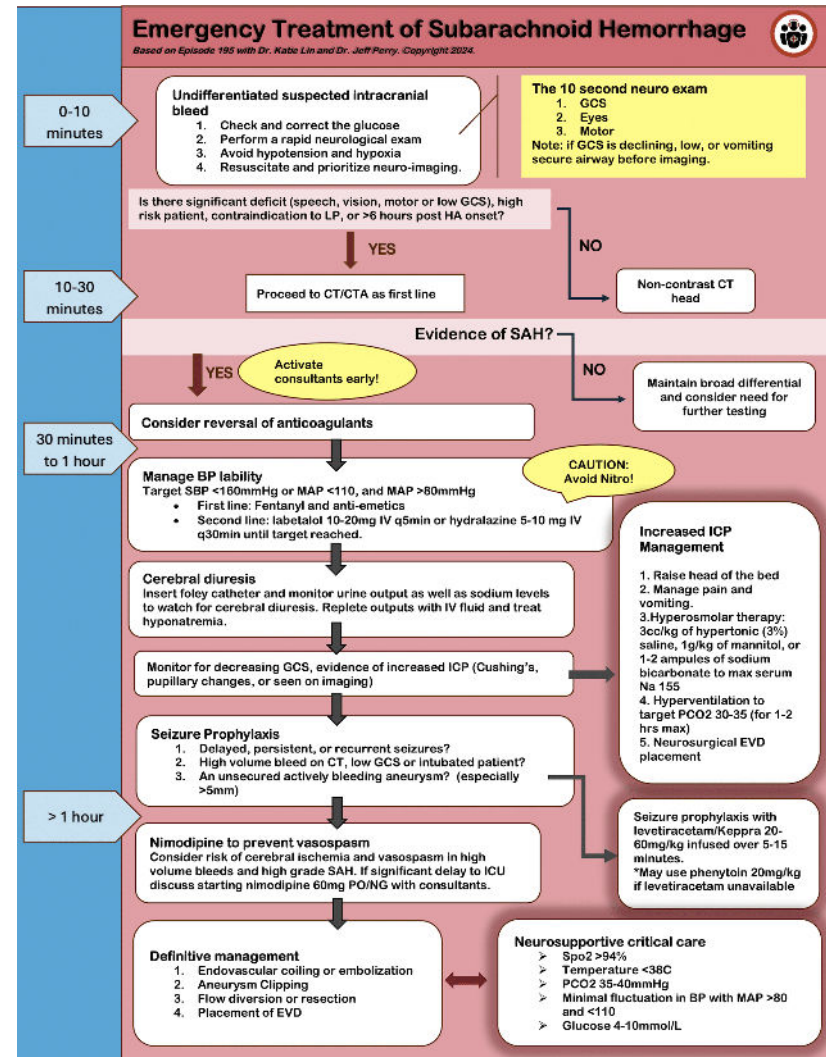 Emergency Treatment of Subarachnoid Hemorrhage
Based on Episode 195 with Dr. Katie Lin and Dr. Jeff Perry. Copyright 2024.
0-10
minutes
Undifferentiated suspected intracranial
bleed
1. Check and correct the glucose
2. Perform a rapid neurological exam
3. Avoid hypotension and hypoxia
4. Resuscitate and prioritize neuro-imaging.
The 10 second neuro exam
1. GCS
2. Eyes
3. Motor
Note: if GCS is declining, low, or vomiting
secure airway before imaging.
Is there significant deficit (speech, vision, motor or low GCS), high
risk patient, contraindication to LP, or >6 hours post HA onset?
YES
NO
10-30
minutes
Proceed to CT/CTA as first line
Non-contrast CT
head
Evidence of SAH?
YES
Activate
consultants early!
NO
Maintain broad differential
and consider need for
further testing
Consider reversal of anticoagulants
30 minutes
to 1 hour
Manage BP lability
Target SBP <160mmHg or MAP <110, and MAP >80mmHg
• First line: Fentanyl and anti-emetics
• Second line: labetalol 10-20mg IV q5min or hydralazine 5-10 mg IV
q30min until target reached.
CAUTION:
Avoid Nitro!
Cerebral diuresis
Insert foley catheter and monitor urine output as well as sodium levels
to watch for cerebral diuresis. Replete outputs with IV fluid and treat
hyponatremia.
Monitor for decreasing GCS, evidence of increased ICP (Cushing's,
pupillary changes, or seen on imaging)
Increased ICP
Management
1. Raise head of the bed
2. Manage pain and
vomiting.
3.Hyperosmolar therapy:
3cc/kg of hypertonic (3%)
saline, 1g/kg of mannitol, or
1-2 ampules of sodium
bicarbonate to max serum
Na 155
4. Hyperventilation to
target PCO2 30-35 (for 1-2
hrs max)
5. Neurosurgical EVD
placement
Seizure Prophylaxis
1. Delayed, persistent, or recurrent seizures?
2. High volume bleed on CT, low GCS or intubated patient?
3. An unsecured actively bleeding aneurysm? (especially
>5mm)
> 1 hour
Seizure prophylaxis with
levetiracetam/Keppra 20-
60mg/kg infused over 5-15
minutes.
*May use phenytoin 20mg/kg
if levetiracetam unavailable
Nimodipine to prevent vasospasm
Consider risk of cerebral ischemia and vasospasm in high
volume bleeds and high grade SAH. If significant delay to ICU
discuss starting nimodipine 60mg PO/NG with consultants.
Definitive management
1. Endovascular coiling or embolization
2. Aneurysm Clipping
3. Flow diversion or resection
4. Placement of EVD
Neurosupportive critical care
➢ Spo2 >94%
➢ Temperature <38C
➢ PCO2 35-40mmHg
➢ Minimal fluctuation in BP with MAP >80
and <110
➢ Glucose 4-10mmol/L